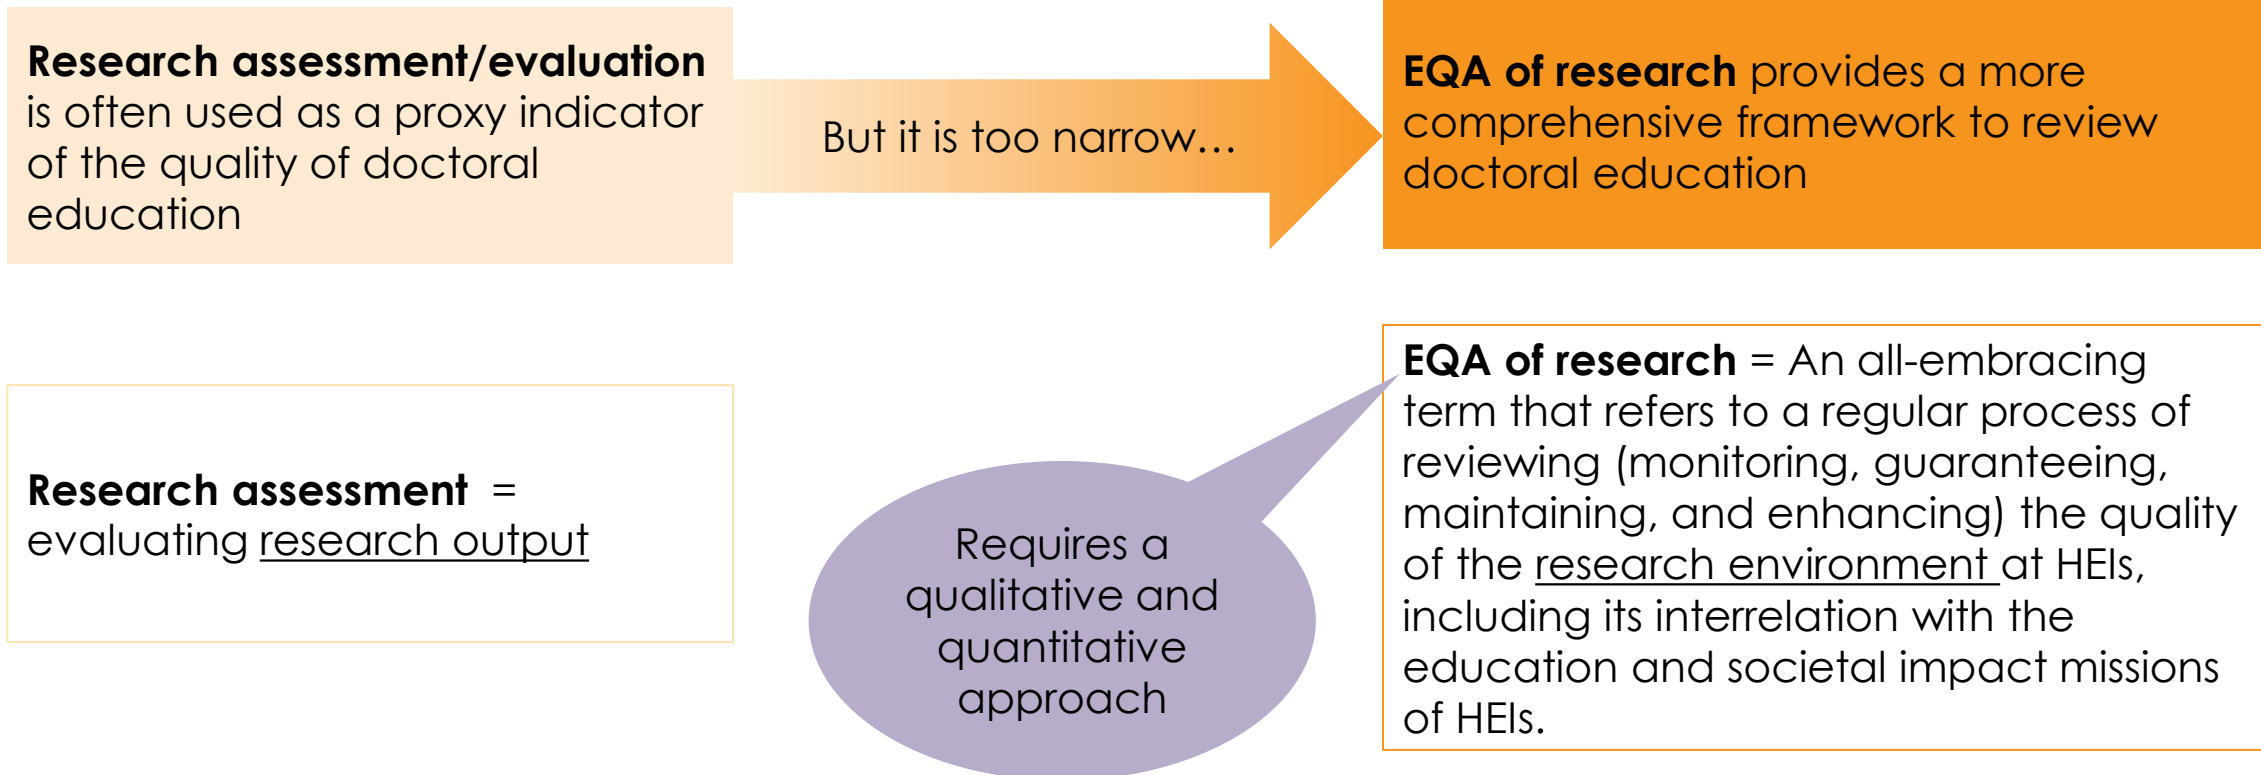 Research assessment/evaluation
is often used as a proxy indicator
of the quality of doctoral
education
But it is too narrow...
EQA of research provides a more
comprehensive framework to review
doctoral education
Research assessment =
evaluating research output
Requires a
qualitative and
quantitative
approach
EQA of research = An all-embracing
term that refers to a regular process of
reviewing (monitoring, guaranteeing,
maintaining, and enhancing) the quality
of the research environment at HEIs,
including its interrelation with the
education and societal impact missions
of HEIs.